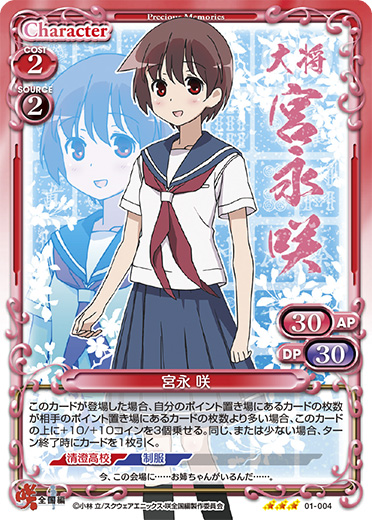 Precious Memories
Character
COST
2
SOURCE
2
大将
宮永咲
30 AP
DP 30
宮永 咲
このカードが登場した場合、自分のポイント置き場にあるカードの枚数
が相手のポイント置き場にあるカードの枚数より多い場合、このカード
の上に+10/+10コインを3個乗せる。同じ、または少ない場合、ター
ン終了時にカードを1枚引く。
清澄高校 制服
今、この会場に……お姉ちゃんがいるんだ……。
咲 全国編
©小林 立/スクウェアエニックス・咲全国編製作委員会
01-004